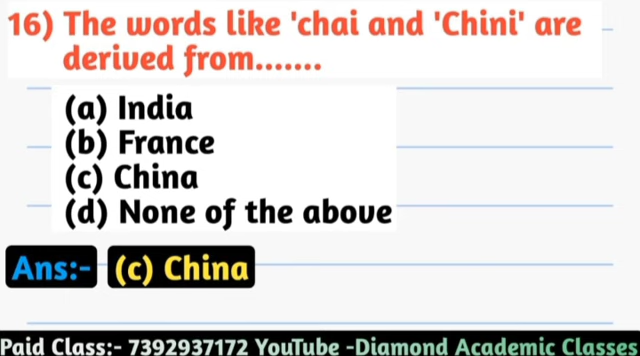 16) The words like 'chai and 'Chini' are
derived from.......
(a) India
(b) France
(c) China
(d) None of the above
Ans:- (c) China
Paid Class:- 7392937172 YouTube -Diamond Academic Classes